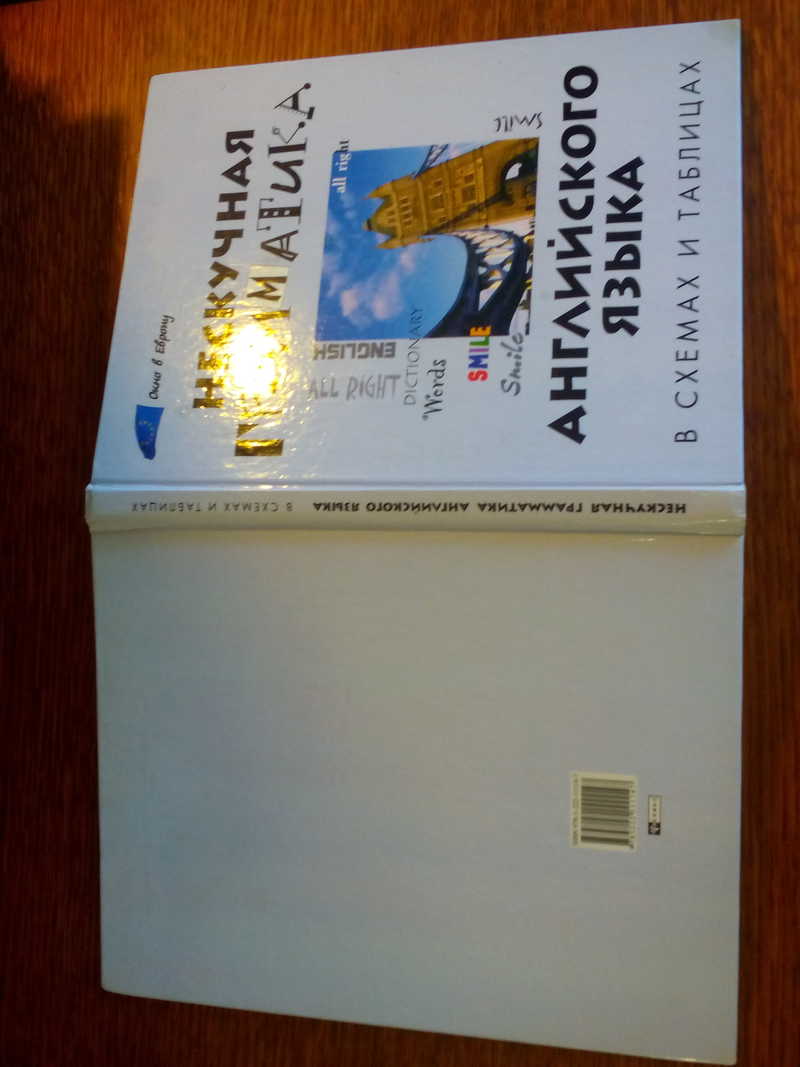 Окно в Европу
НЕСКУЧНАЯ
ГРАММАТИКА
all right
smile
ENGLISH
ALL RIGHT
DICTIONARY
Words
SMILE
Smile
АНГЛИЙСКОГО
ЯЗЫКА
В СХЕМАХ И ТАБЛИЦАХ
НЕСКУЧНАЯ ГРАММАТИКА АНГЛИЙСКОГО ЯЗЫКА В СХЕМАХ И ТАБЛИЦАХ